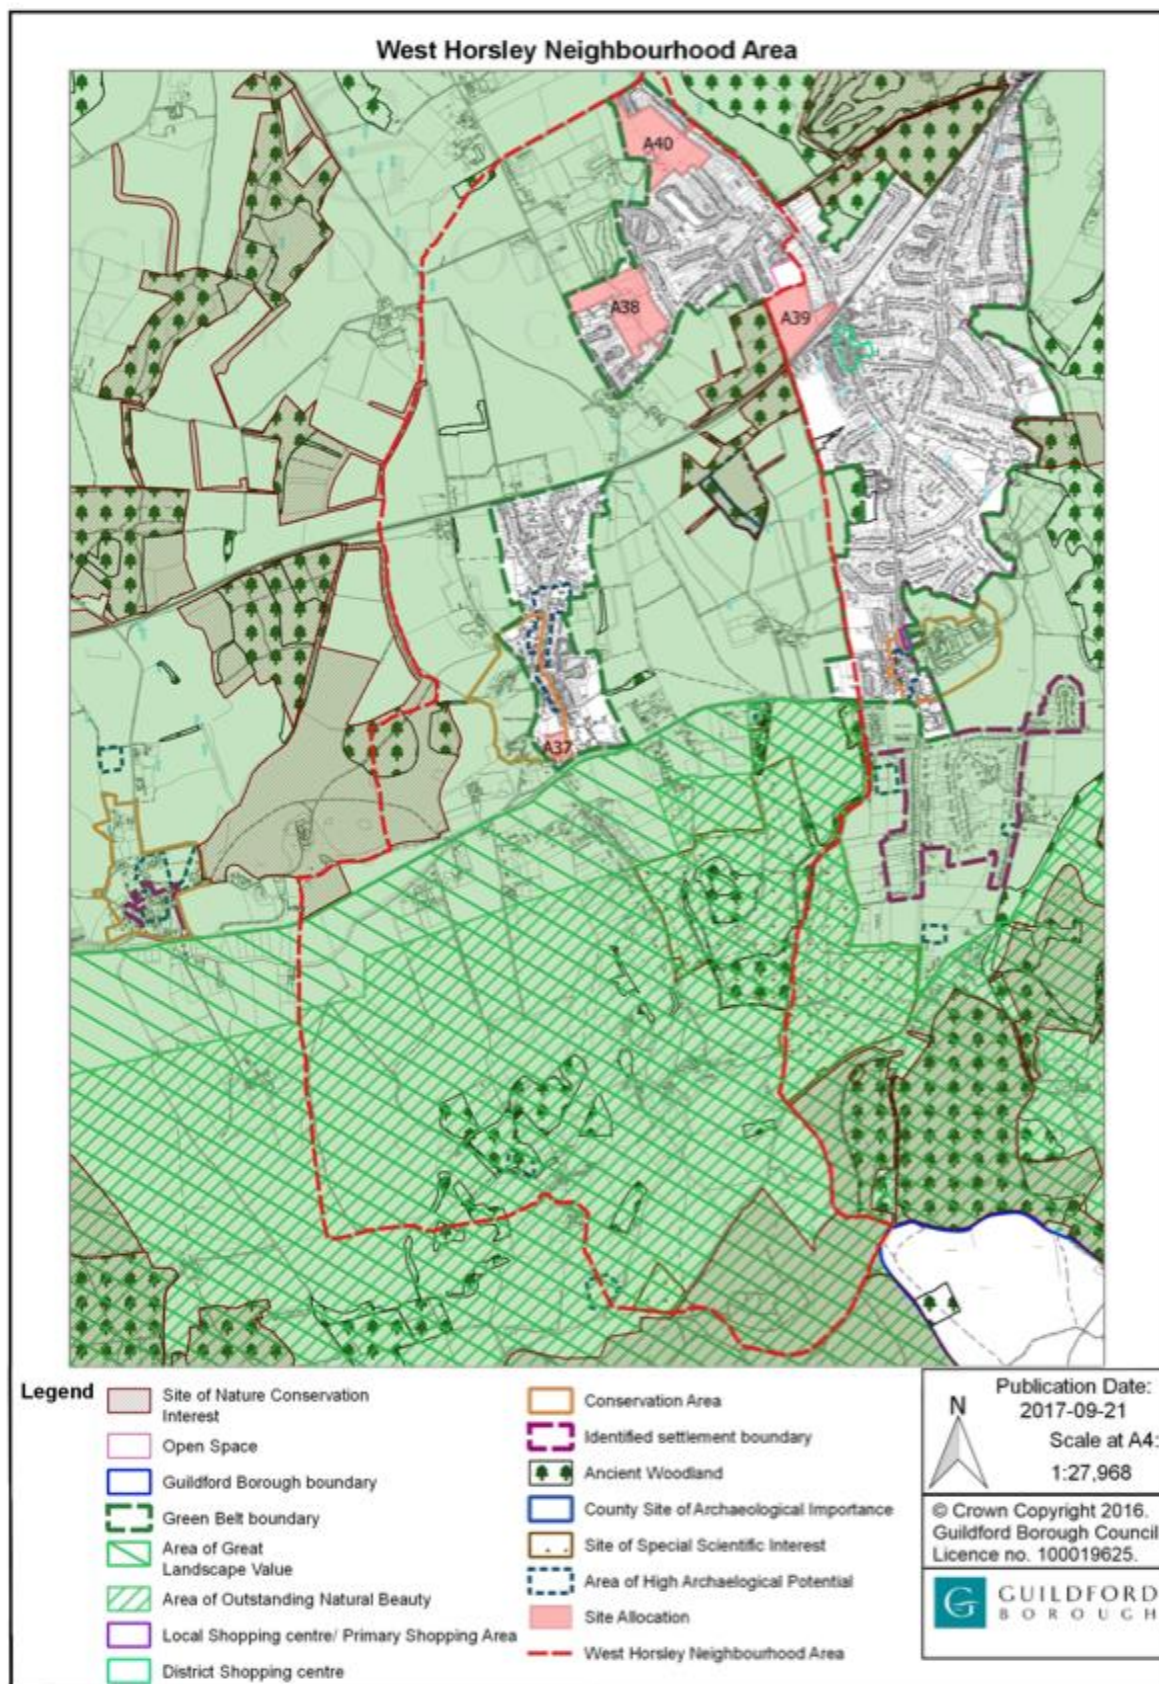 West Horsley Neighbourhood Area
A40
A38
A39
A37
Legend
Site of Nature Conservation
Interest
Open Space
Guildford Borough boundary
Green Belt boundary
Area of Great
Landscape Value
Area of Outstanding Natural Beauty
Local Shopping centre/ Primary Shopping Area
District Shopping centre
Conservation Area
Identified settlement boundary
Ancient Woodland
County Site of Archaeological Importance
Site of Special Scientific Interest
Area of High Archaelogical Potential
Site Allocation
West Horsley Neighbourhood Area
N
Publication Date:
2017-09-21
Scale at A4:
1:27,968
© Crown Copyright 2016.
Guildford Borough Council
Licence no. 100019625.
G
GUILDFORD
BOROUGH